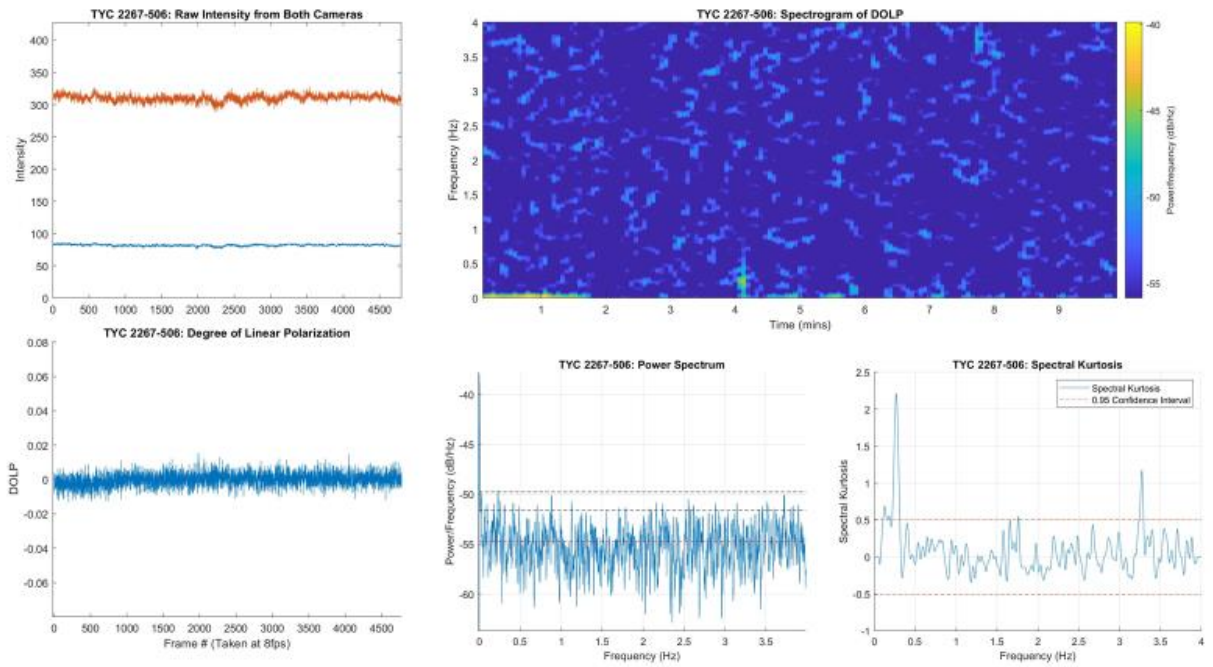 TYC 2267-506: Raw Intensity from Both Cameras
400
350
300
250
200
150
100
50
0
Intensity
0 500 1000 1500 2000 2500 3000 3500 4000 4500
TYC 2267-506: Spectrogram of DOLP
4
3.5
3
2.5
2
1.5
1
0.5
0
Frequency (Hz)
1 2 3 4 5 6 7 8 9
Time (mins)
-40
-45
-50
-55
Power/frequency (dB/Hz)
TYC 2267-506: Degree of Linear Polarization
0.08
0.06
0.04
0.02
0
-0.02
-0.04
-0.06
DOLP
0 500 1000 1500 2000 2500 3000 3500 4000 4500
Frame # (Taken at 8fps)
TYC 2267-506: Power Spectrum
-40
-45
-50
-55
-60
Power/Frequency (dB/Hz)
0 0.5 1 1.5 2 2.5 3 3.5
Frequency (Hz)
TYC 2267-506: Spectral Kurtosis
2.5
2
1.5
1
0.5
0
-0.5
-1
Spectral Kurtosis
0 0.5 1 1.5 2 2.5 3 3.5 4
Frequency (Hz)
Spectral Kurtosis
0.95 Confidence Interval